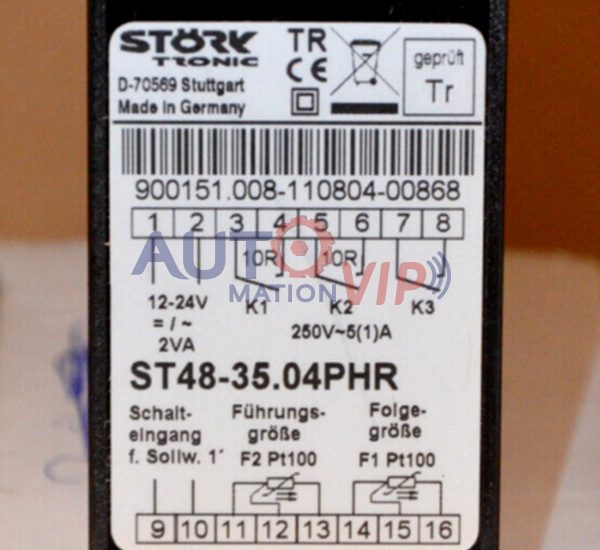 STÖRK
TRONIC
D-70569 Stuttgart
Made in Germany
TR
CE
geprüft
Tr
900151.008-110804-00868
1 2 3 4 5 6 7 8
10R 10R
12-24V
= / ~
2VA
K1 K2 K3
250V~5(1)A
AUTOMATION VIP
ST48-35.04PHR
Schalt-
eingang
f. Sollw. 1'
Führungs-
größe
F2 Pt100
Folge-
größe
F1 Pt100
9 10 11 12 13 14 15 16